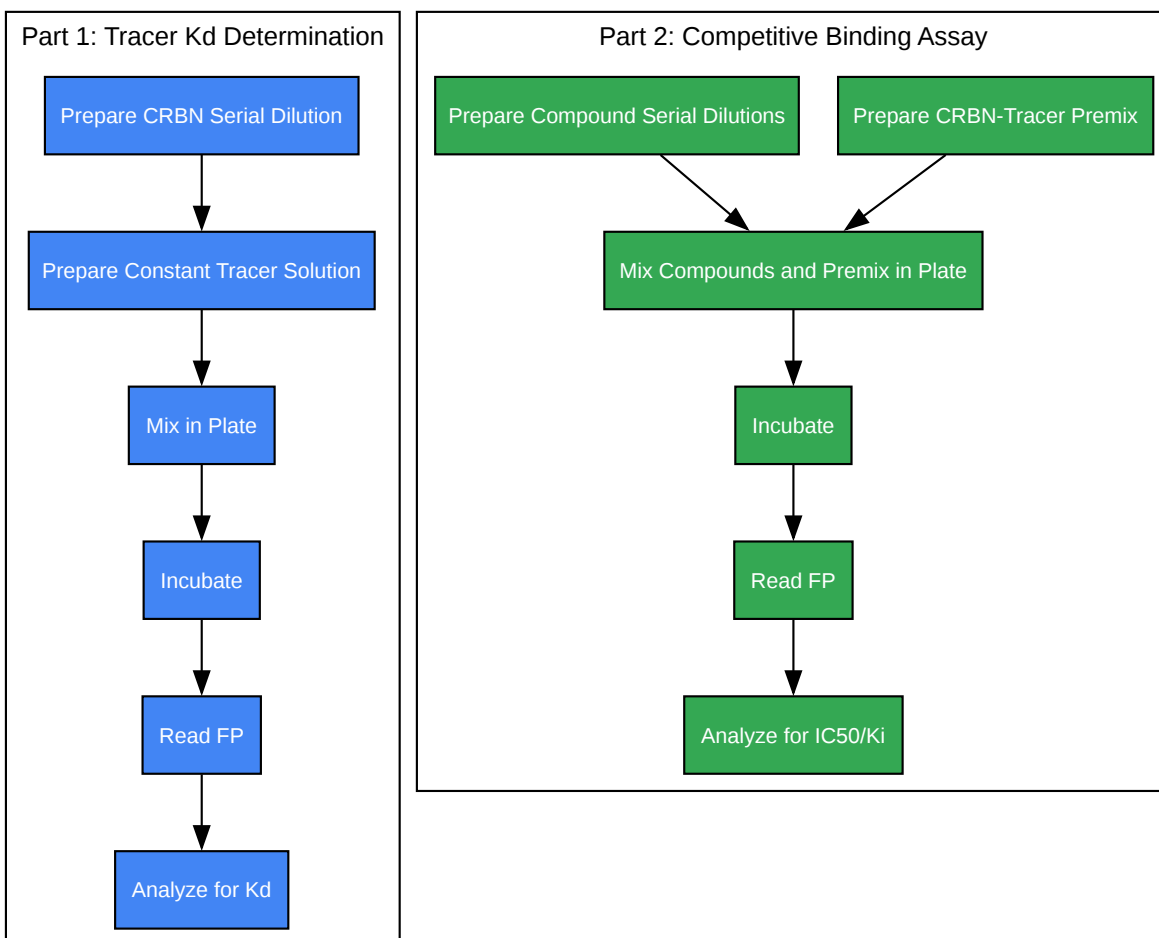 Part 1: Tracer Kd Determination
Prepare CRBN Serial Dilution
Prepare Constant Tracer Solution
Mix in Plate
Incubate
Read FP
Analyze for Kd
Part 2: Competitive Binding Assay
Prepare Compound Serial Dilutions
Prepare CRBN-Tracer Premix
Mix Compounds and Premix in Plate
Incubate
Read FP
Analyze for IC50/Ki